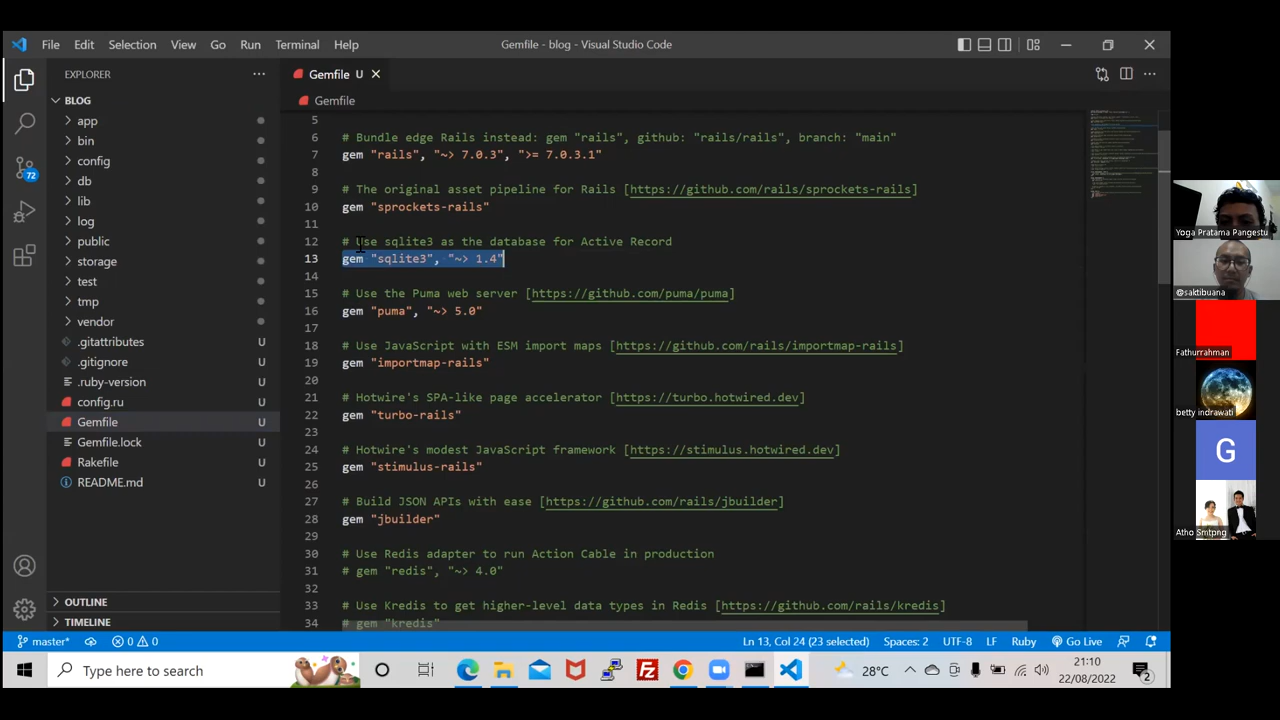 File Edit Selection View Go Run Terminal Help
Gemfile - blog - Visual Studio Code
EXPLORER
BLOG
app
bin
config
db
lib
log
public
storage
test
tmp
vendor
.gitattributes U
.gitignore U
.ruby-version U
config.ru U
Gemfile U
Gemfile.lock U
Rakefile U
README.md U
OUTLINE
TIMELINE
72
Gemfile U
Gemfile
5
6 # Bundle edge Rails instead: gem "rails", github: "rails/rails", branch: "main"
7 gem "rails", "~> 7.0.3", ">= 7.0.3.1"
8
9 # The original asset pipeline for Rails [https://github.com/rails/sprockets-rails]
10 gem "sprockets-rails"
11
12 # Use sqlite3 as the database for Active Record
13 gem "sqlite3", "~> 1.4"
14
15 # Use the Puma web server [https://github.com/puma/puma]
16 gem "puma", "~> 5.0"
17
18 # Use JavaScript with ESM import maps [https://github.com/rails/importmap-rails]
19 gem "importmap-rails"
20
21 # Hotwire's SPA-like page accelerator [https://turbo.hotwired.dev]
22 gem "turbo-rails"
23
24 # Hotwire's modest JavaScript framework [https://stimulus.hotwired.dev]
25 gem "stimulus-rails"
26
27 # Build JSON APIs with ease [https://github.com/rails/jbuilder]
28 gem "jbuilder"
29
30 # Use Redis adapter to run Action Cable in production
31 # gem "redis", "~> 4.0"
32
33 # Use Kredis to get higher-level data types in Redis [https://github.com/rails/kredis]
34 # gem "kredis"
master* 0 0
Ln 13, Col 24 (23 selected) Spaces: 2 UTF-8 LF Ruby Go Live
Type here to search
28°C
21:10
22/08/2022
2
Yoga Pratama Pangestu
@saktibuana
Fathurrahman
betty indrawati
G
Atho Smtpng